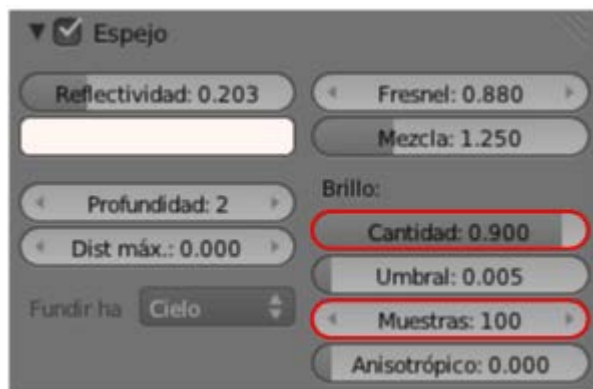 Espejo
Reflectividad: 0.203
Fresnel: 0.880
Mezcla: 1.250
Profundidad: 2
Dist máx.: 0.000
Fundir ha
Cielo
Brillo:
Cantidad: 0.900
Umbral: 0.005
Muestras: 100
Anisotrópico: 0.000